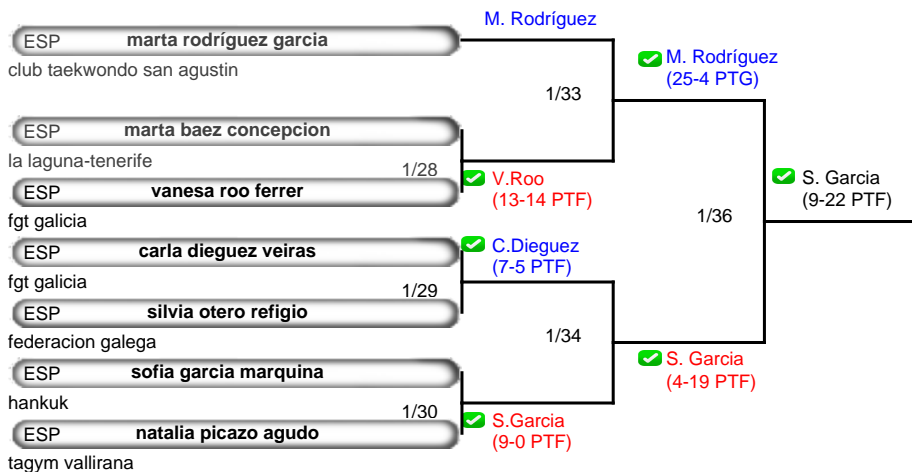 M. Rodríguez
ESP marta rodríguez garcia
club taekwondo san agustin
M. Rodríguez
(25-4 PTG)
1/33
ESP marta baez concepcion
la laguna-tenerife
1/28
ESP vanesa roo ferrer
fgt galicia
V.Roo
(13-14 PTF)
S. Garcia
(9-22 PTF)
1/36
ESP carla dieguez veiras
fgt galicia
C.Dieguez
(7-5 PTF)
1/29
ESP silvia otero refigio
federacion galega
1/34
S. Garcia
(4-19 PTF)
ESP sofia garcia marquina
hankuk
1/30
ESP natalia picazo agudo
tagym vallirana
S.Garcia
(9-0 PTF)